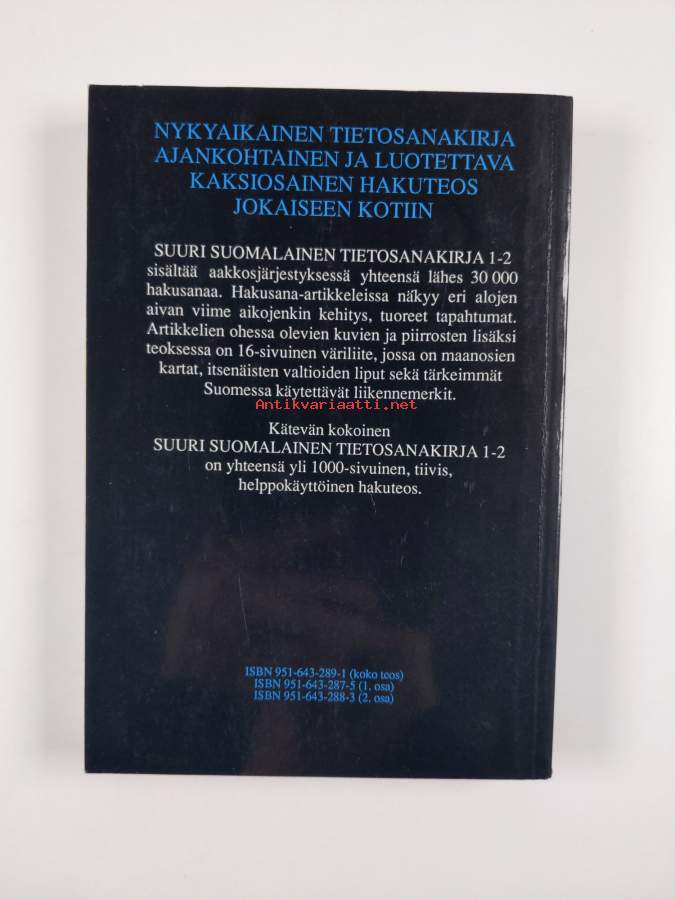 NYKYAIKAINEN TIETOSANAKIRJA
AJANKOHTAINEN JA LUOTETTAVA
KAKSIOSAINEN HAKUTEOS
JOKAISEEN KOTIIN
SUURI SUOMALAINEN TIETOSANAKIRJA 1-2
sisältää aakkosjärjestyksessä yhteensä lähes 30 000
hakusanaa. Hakusana-artikkeleissa näkyy eri alojen
aivan viime aikojenkin kehitys, tuoreet tapahtumat.
Artikkelien ohessa olevien kuvien ja piirrosten lisäksi
teoksessa on 16-sivuinen väriliite, jossa on maanosien
kartat, itsenäisten valtioiden liput sekä tärkeimmät
Suomessa käytettävät liikennemerkit.
Antikvariaatti.net
Kätevän kokoinen
SUURI SUOMALAINEN TIETOSANAKIRJA 1-2
on yhteensä yli 1000-sivuinen, tiivis,
helppokäyttöinen hakuteos.
ISBN 951-643-289-1 (koko teos)
ISBN 951-643-287-5 (1. osa)
ISBN 951-643-288-3 (2. osa)